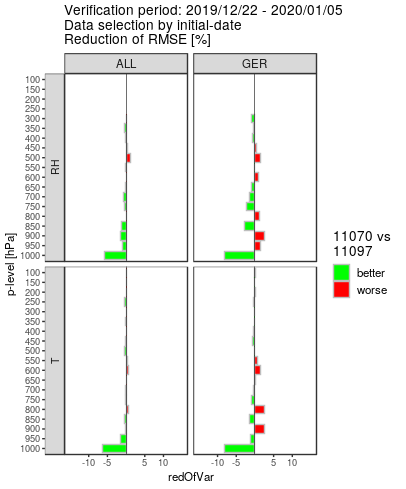 Verification period: 2019/12/22 - 2020/01/05
Data selection by initial-date
Reduction of RMSE [%]
ALL
GER
100
150
200
250
300
350
400
450
500
550
600
650
700
750
800
850
900
950
1000
RH
100
150
200
250
300
350
400
450
500
550
600
650
700
750
800
850
900
950
1000
T
p-level [hPa]
-10 -5 0 5 10
-10 -5 0 5 10
redOfVar
11070 vs
11097
better
worse